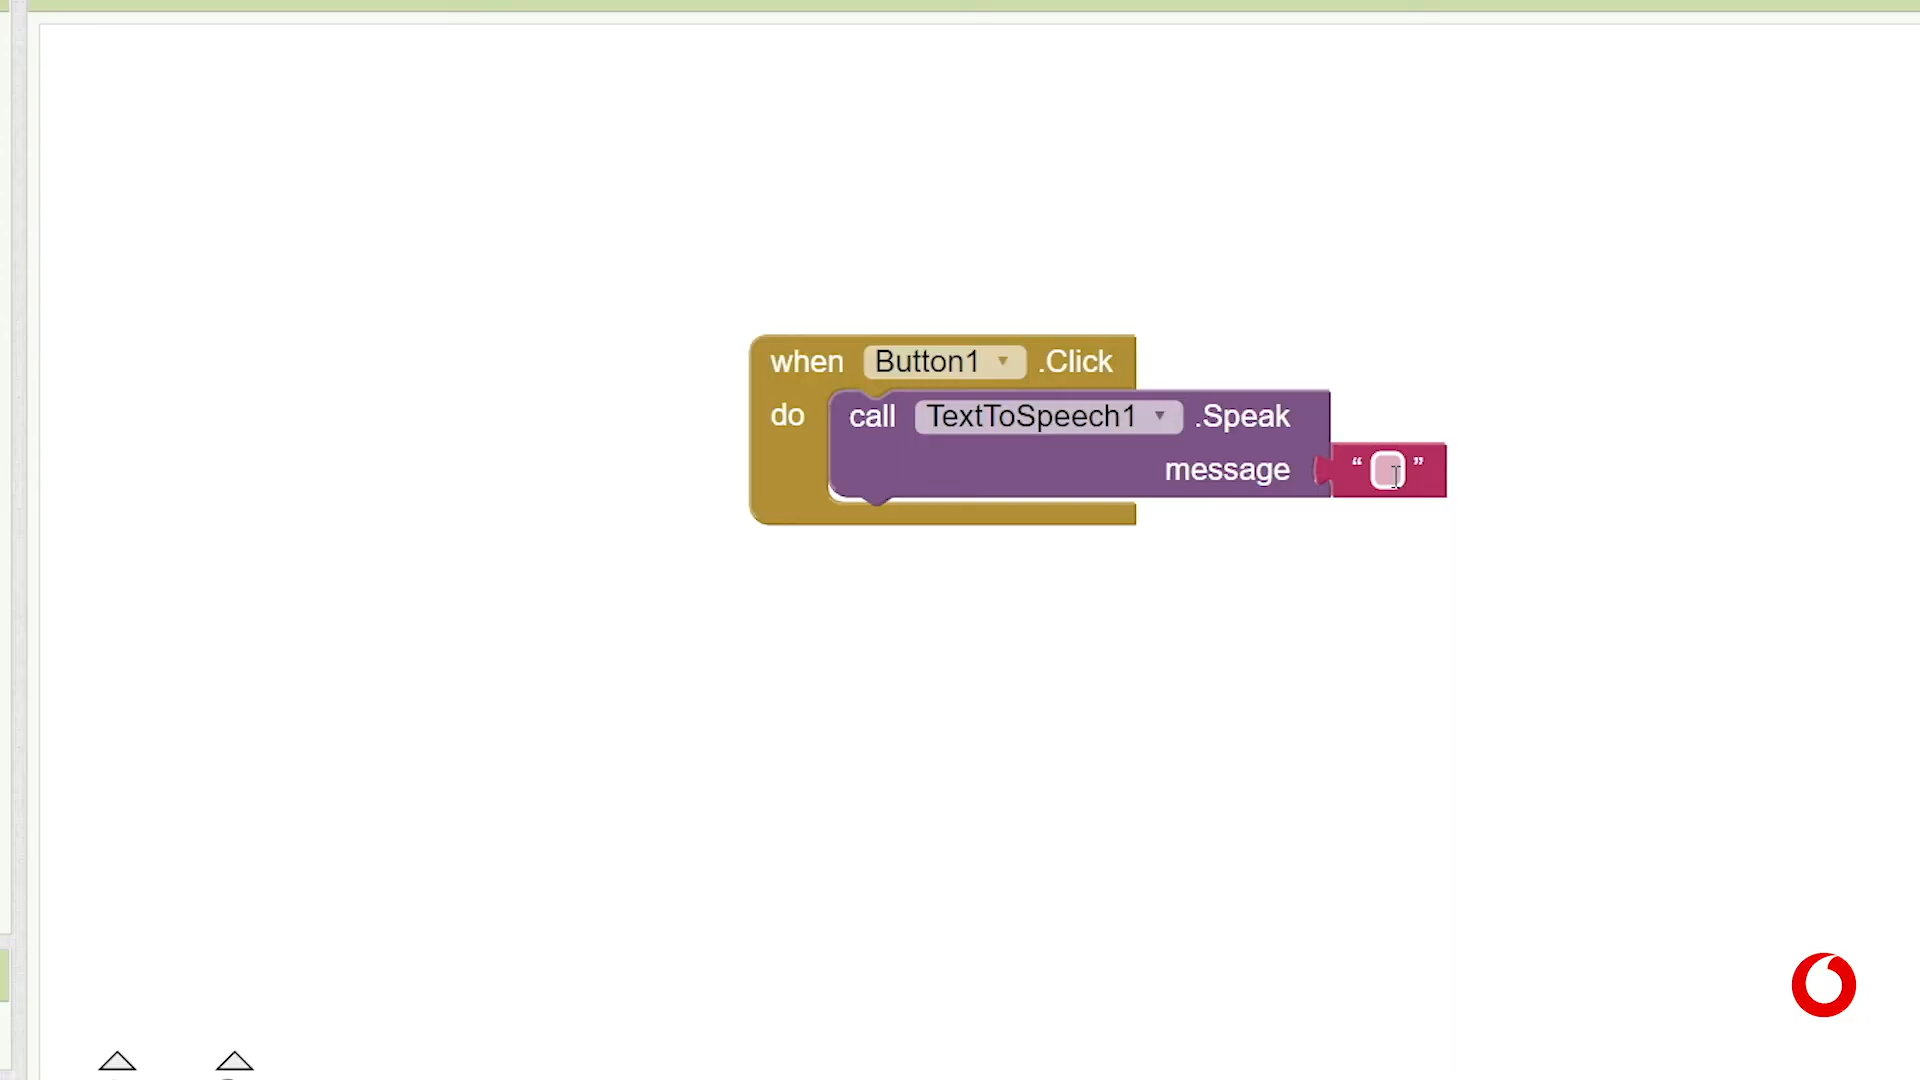 when Button1 .Click
do call TextToSpeech1 .Speak
message “ ”